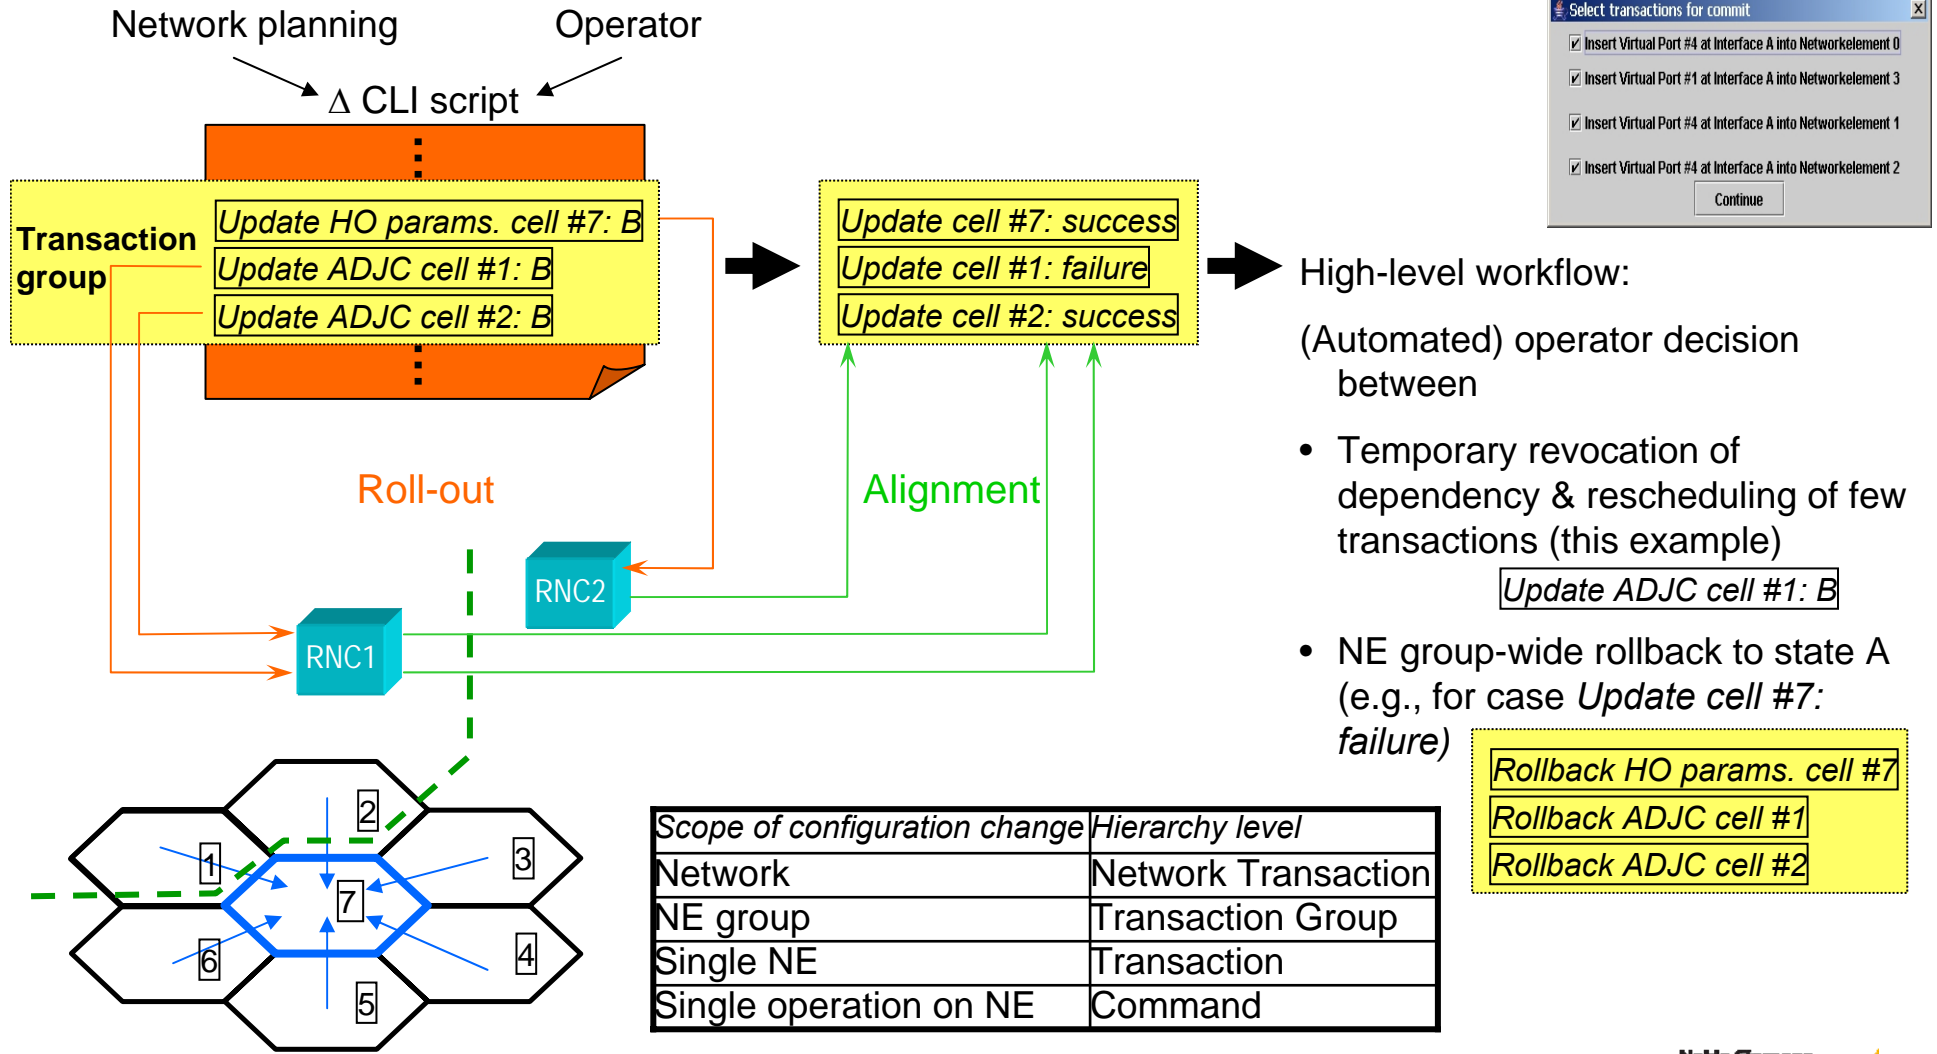 Network planning
Operator
Δ CLI script
Transaction
group
Update HO params. cell #7: B
Update ADJC cell #1: B
Update ADJC cell #2: B
Update cell #7: success
Update cell #1: failure
Update cell #2: success
Select transactions for commit
Insert Virtual Port #4 at Interface A into Networkelement 0
Insert Virtual Port #1 at Interface A into Networkelement 3
Insert Virtual Port #4 at Interface A into Networkelement 1
Insert Virtual Port #4 at Interface A into Networkelement 2
Continue
High-level workflow:
(Automated) operator decision
between
• Temporary revocation of
dependency & rescheduling of few
transactions (this example)
Update ADJC cell #1: B
• NE group-wide rollback to state A
(e.g., for case Update cell #7:
failure)
Rollback HO params. cell #7
Rollback ADJC cell #1
Rollback ADJC cell #2
Roll-out
Alignment
RNC2
RNC1
1
2
3
4
5
6
7
Scope of configuration change Hierarchy level
Network Network Transaction
NE group Transaction Group
Single NE Transaction
Single operation on NE Command